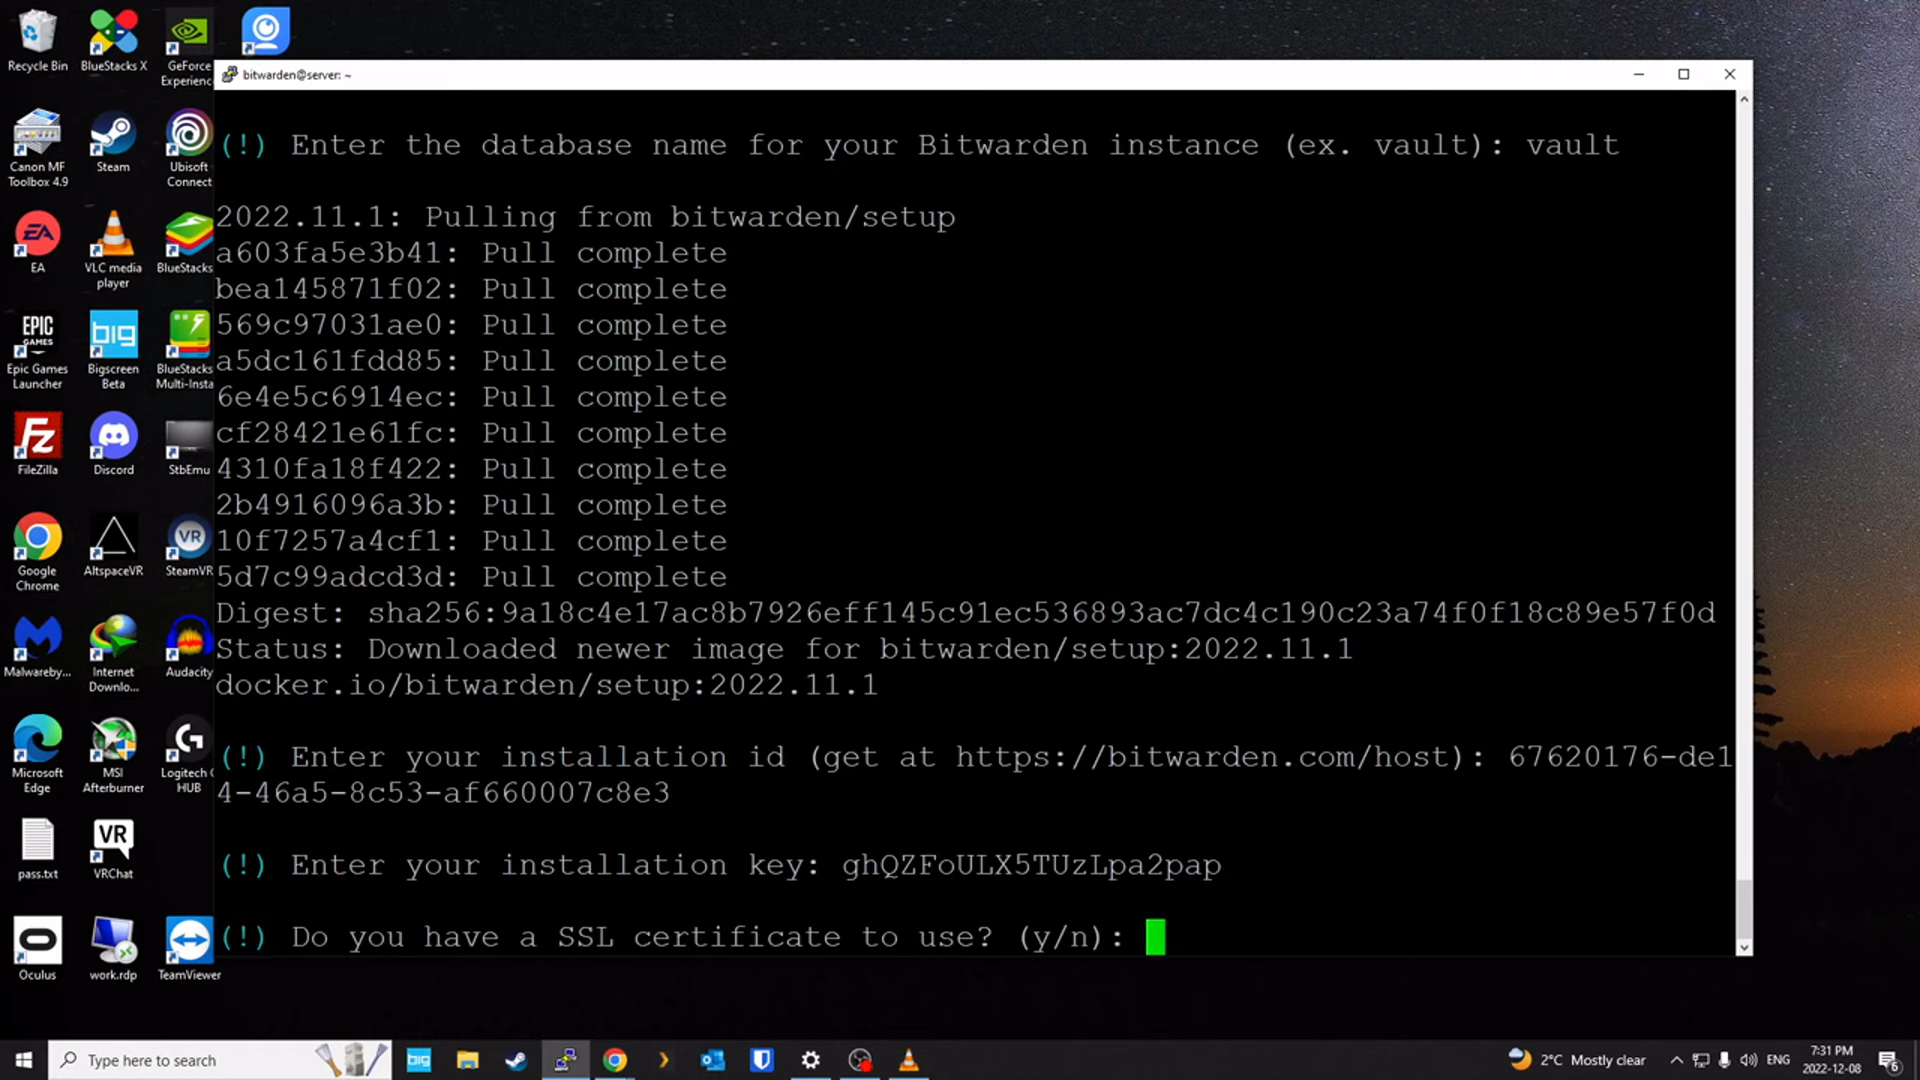 Recycle Bin
BlueStacks X
GeForce
Experienc
bitwarden@server: ~
Canon MF
Toolbox 4.9
Steam
Ubisoft
Connect
EA
VLC media
player
BlueStacks
EPIC
GAMES
Epic Games
Launcher
big
Bigscreen
Beta
BlueStacks
Multi-Insta
FileZilla
Discord
StbEmu
Google
Chrome
AltspaceVR
VR
SteamVR
Malwareby...
Internet
Downlo...
Audacity
Microsoft
Edge
MSI
Afterburner
Logitech G
HUB
pass.txt
VR
VRChat
Oculus
work.rdp
TeamViewer
(!) Enter the database name for your Bitwarden instance (ex. vault): vault
2022.11.1: Pulling from bitwarden/setup
a603fa5e3b41: Pull complete
bea145871f02: Pull complete
569c97031ae0: Pull complete
a5dc161fdd85: Pull complete
6e4e5c6914ec: Pull complete
cf28421e61fc: Pull complete
4310fa18f422: Pull complete
2b4916096a3b: Pull complete
10f7257a4cf1: Pull complete
5d7c99adcd3d: Pull complete
Digest: sha256:9a18c4e17ac8b7926eff145c91ec536893ac7dc4c190c23a74f0f18c89e57f0d
Status: Downloaded newer image for bitwarden/setup:2022.11.1
docker.io/bitwarden/setup:2022.11.1
(!) Enter your installation id (get at https://bitwarden.com/host): 67620176-de1
4-46a5-8c53-af660007c8e3
(!) Enter your installation key: ghQZFoULX5TUzLpa2pap
(!) Do you have a SSL certificate to use? (y/n):
Type here to search
big
2°C Mostly clear
ENG
7:31 PM
2022-12-08
6